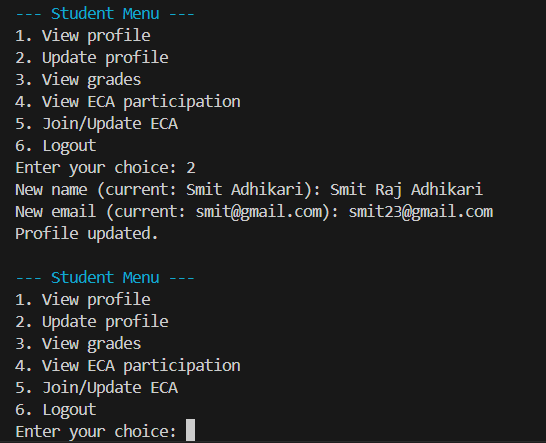 --- Student Menu ---
1. View profile
2. Update profile
3. View grades
4. View ECA participation
5. Join/Update ECA
6. Logout
Enter your choice: 2
New name (current: Smit Adhikari): Smit Raj Adhikari
New email (current: smit@gmail.com): smit23@gmail.com
Profile updated.

--- Student Menu ---
1. View profile
2. Update profile
3. View grades
4. View ECA participation
5. Join/Update ECA
6. Logout
Enter your choice: